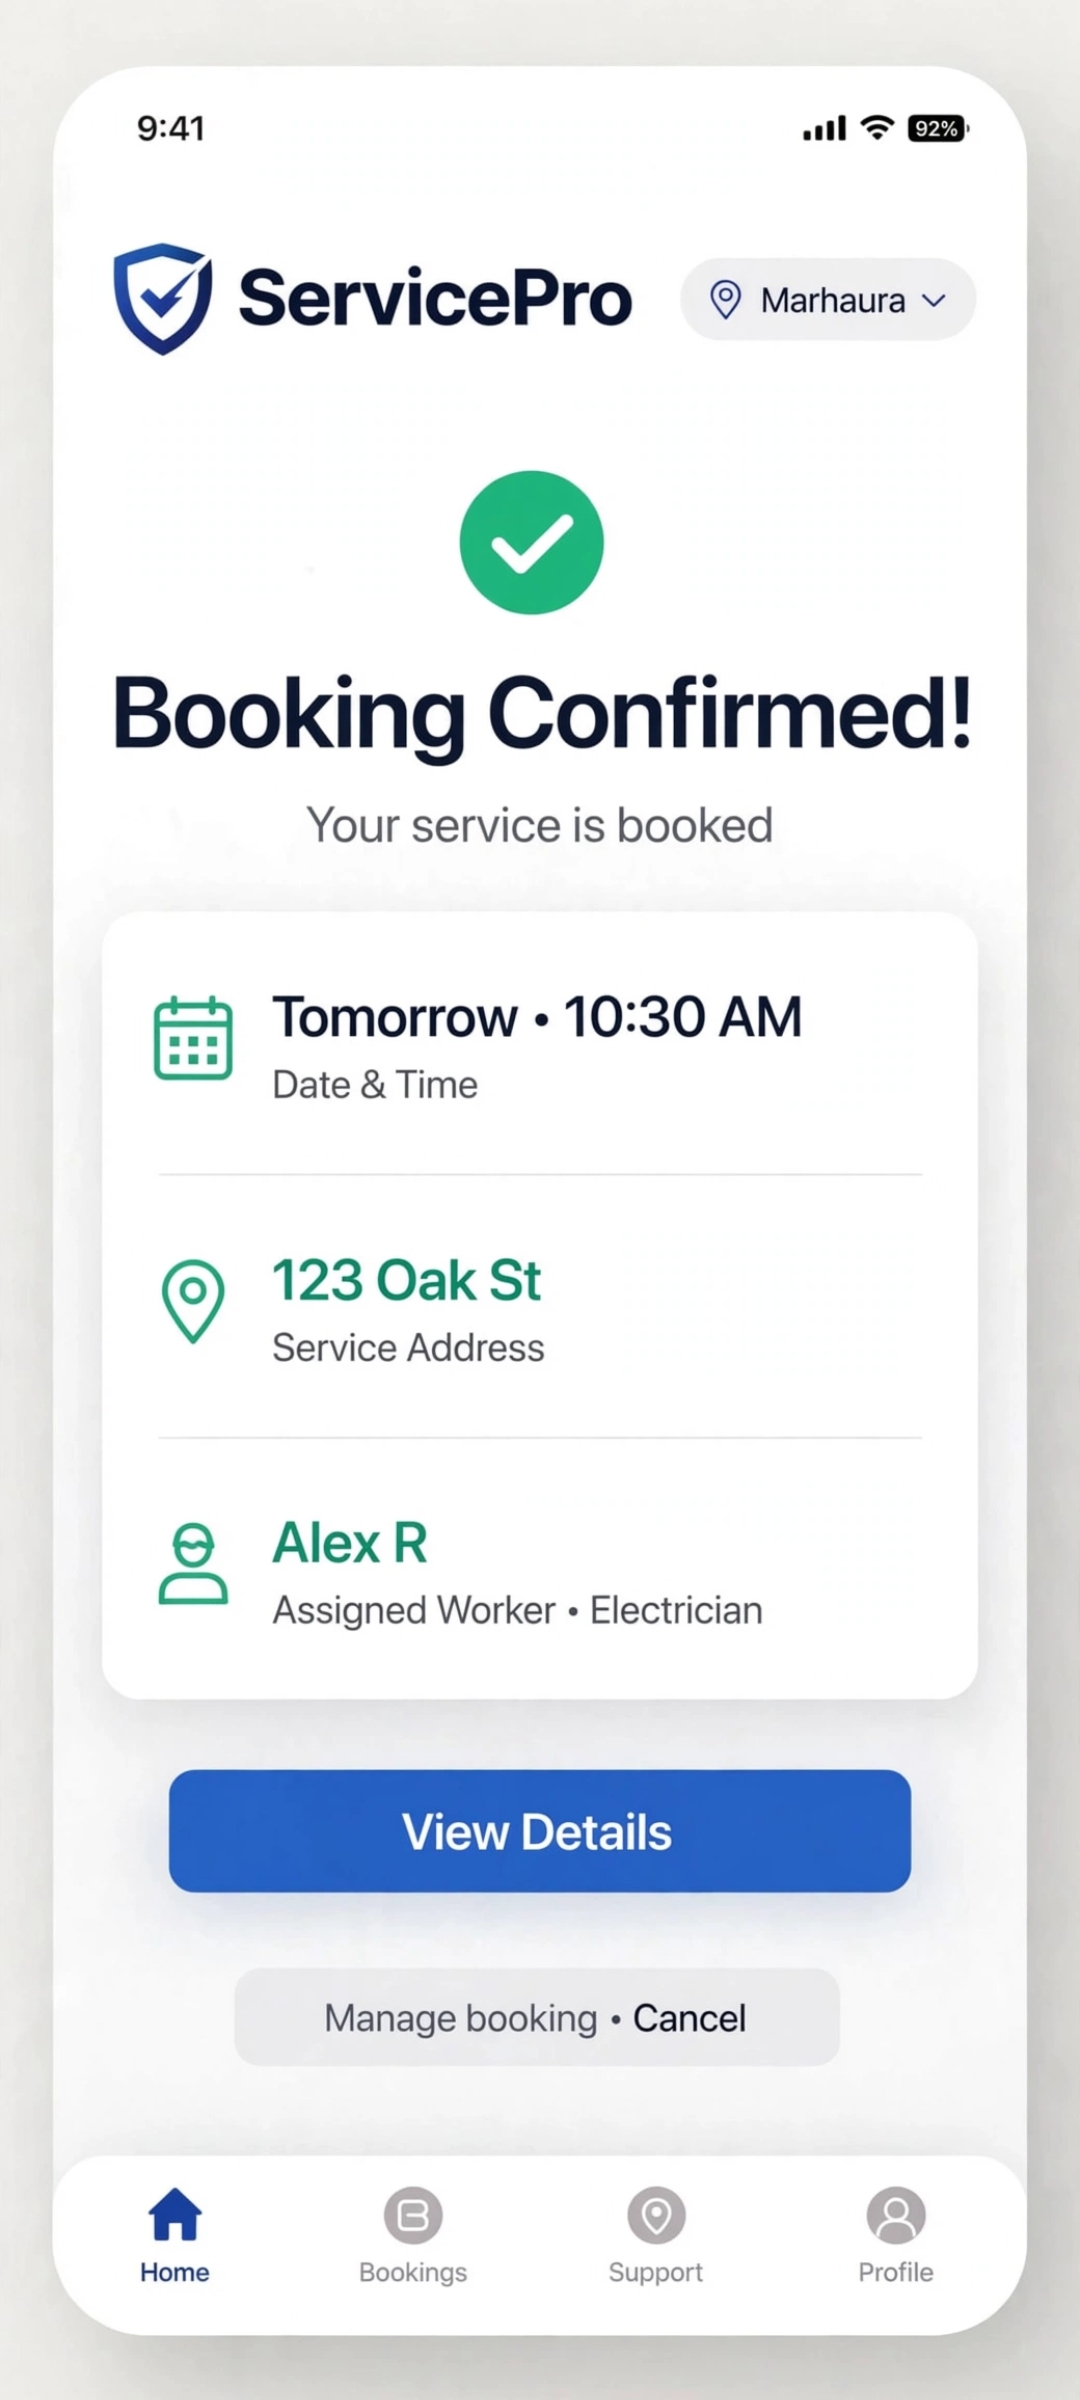 9:41
92%
ServicePro
Marhaura
Booking Confirmed!
Your service is booked
Tomorrow • 10:30 AM
Date & Time
123 Oak St
Service Address
Alex R
Assigned Worker • Electrician
View Details
Manage booking • Cancel
Home
Bookings
Support
Profile